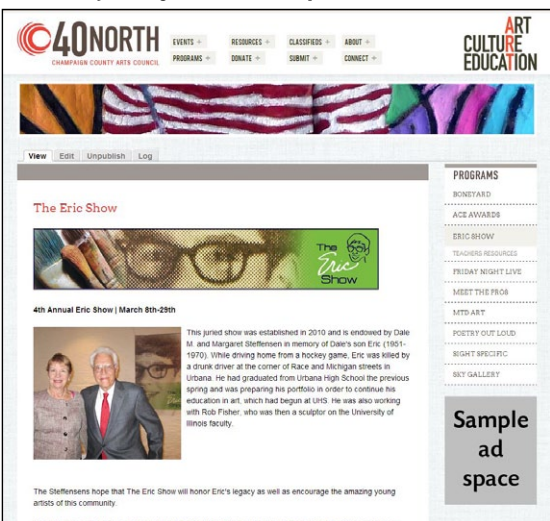 40NORTH
CHAMPAIGN COUNTY ARTS COUNCIL
EVENTS +
RESOURCES +
CLASSIFIEDS +
ABOUT +
PROGRAMS +
DONATE +
SUBMIT +
CONNECT +
ART
CULTURE
EDUCATION
View Edit Unpublish Log
The Eric Show
The
Eric
Show
4th Annual Eric Show | March 8th-29th
This juried show was established in 2010 and is endowed by Dale
M. and Margaret Steffensen in memory of Dale's son Eric (1951-
1970). While driving home from a hockey game, Eric was killed by
a drunk driver at the corner of Race and Michigan streets in
Urbana. He had graduated from Urbana High School the previous
spring and was preparing his portfolio in order to continue his
education in art, which had begun at UHS. He was also working
with Rob Fisher, who was then a sculptor on the University of
Illinois faculty.
The Steffensens hope that The Eric Show will honor Eric's legacy as well as encourage the amazing young
artists of this community.
PROGRAMS
BONEYARD
ACE AWARDS
ERIC SHOW
TEACHERS RESOURCES
FRIDAY NIGHT LIVE
MEET THE PROS
MTD ART
POETRY OUT LOUD
SIGHT SPECIFIC
SKY GALLERY
Sample
ad
space